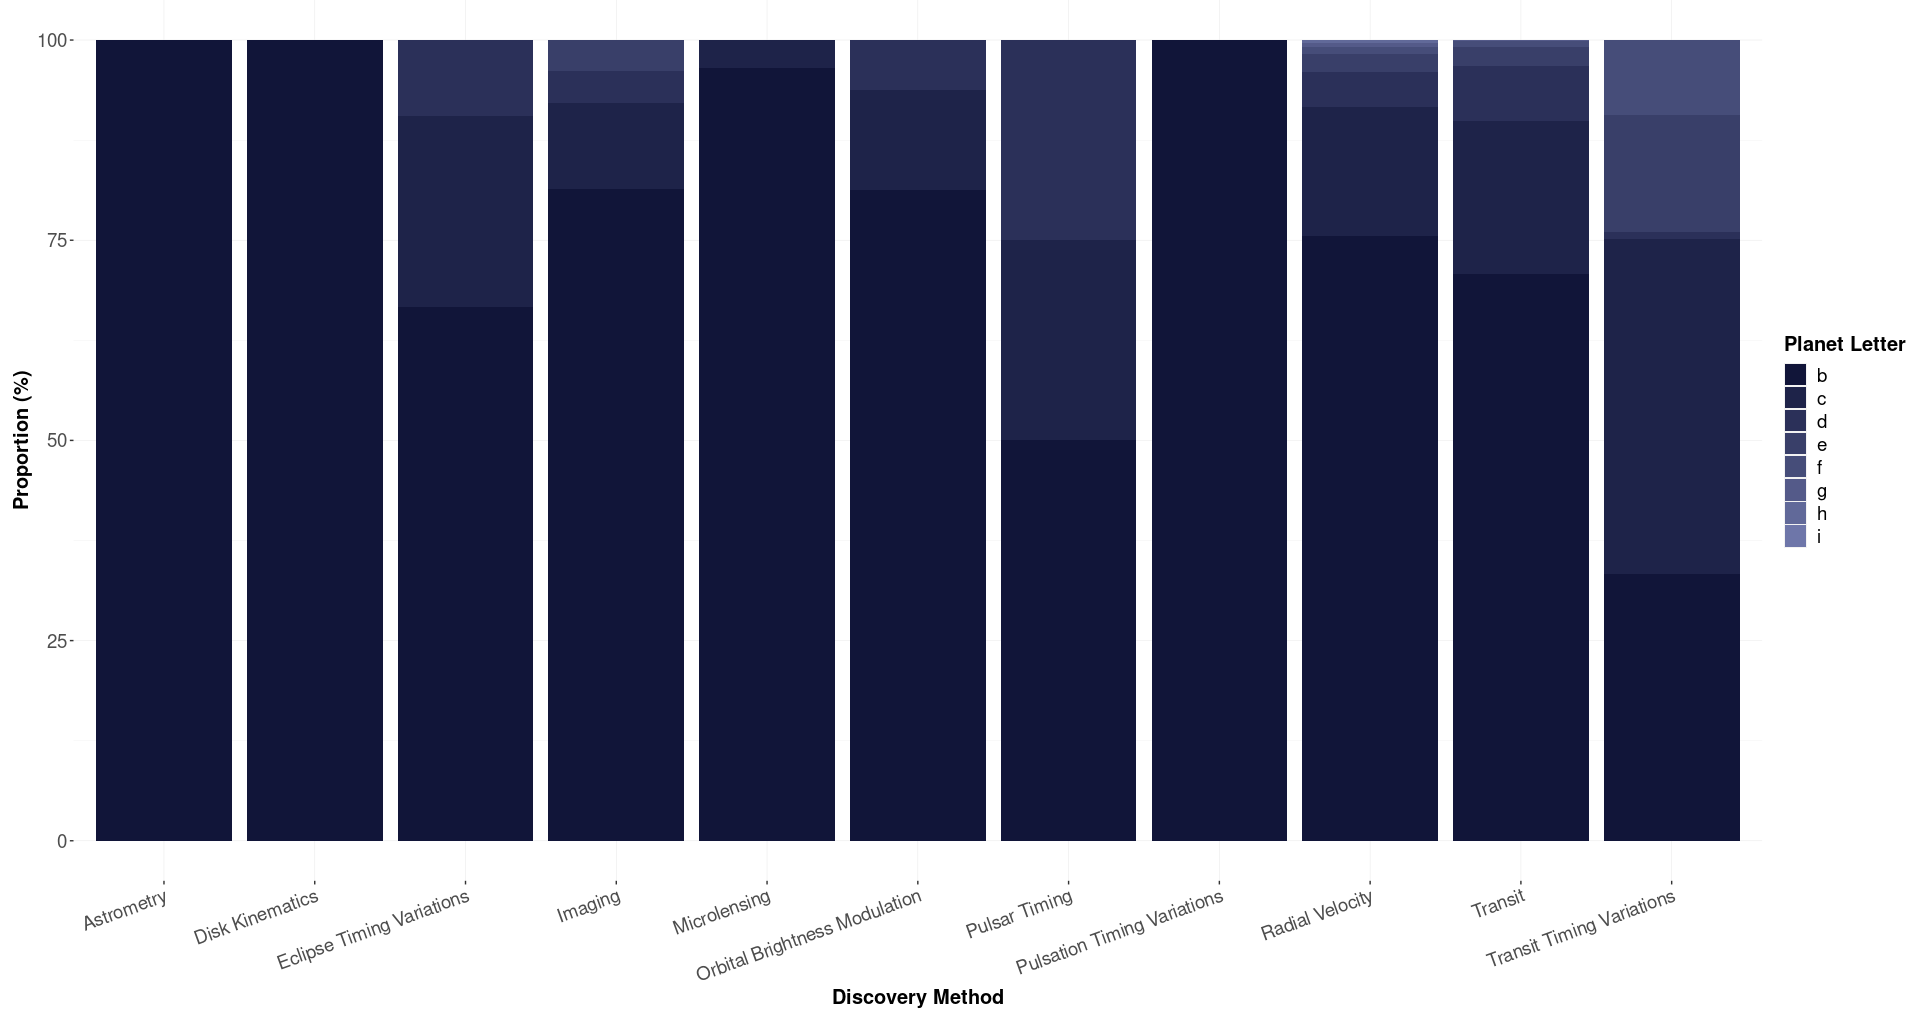 100
75
50
25
0
Proportion (%)
Astrometry
Disk Kinematics
Eclipse Timing Variations
Imaging
Microlensing
Orbital Brightness Modulation
Pulsar Timing
Pulsation Timing Variations
Radial Velocity
Transit
Transit Timing Variations
Discovery Method
Planet Letter
b
c
d
e
f
g
h
i